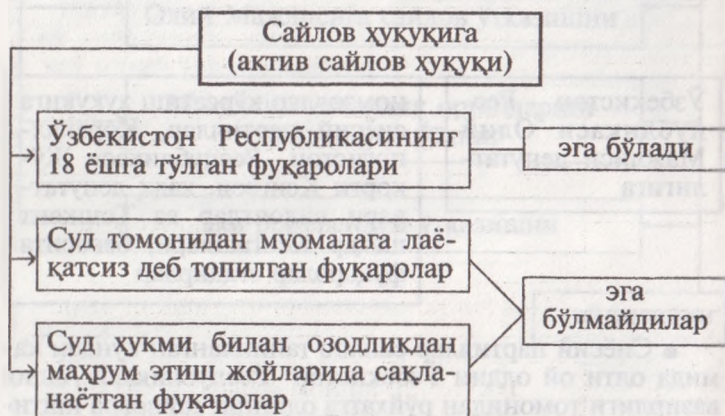 Сайлов ҳуқуқига
(актив сайлов ҳуқуқи)
Ўзбекистон Республикасининг
18 ёшга тўлган фуқаролари
эга бўлади
Суд томонидан муомалага лаё-
қатсиз деб топилган фуқаролар
эга
бўлмайдилар
Суд ҳукми билан озодликдан
маҳрум этиш жойларида сақла-
наётган фуқаролар